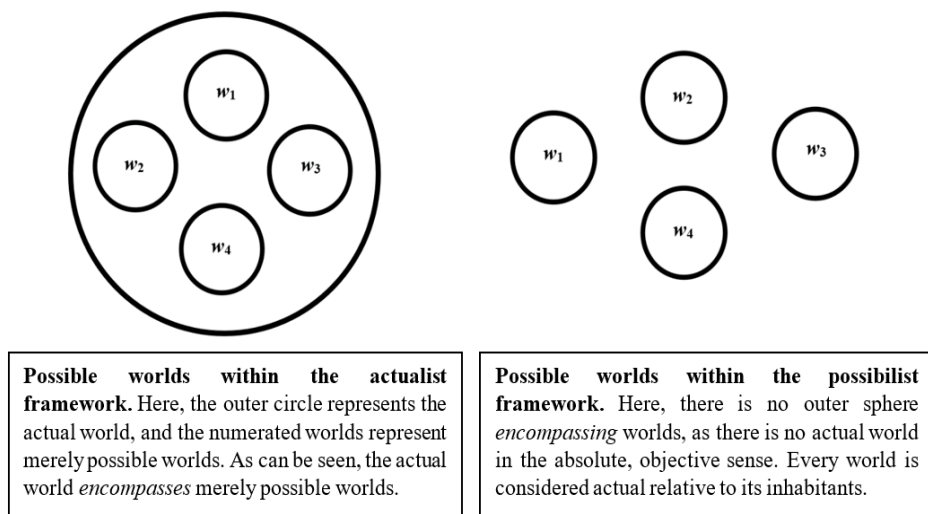 w1
w2
w3
w4
w2
w1
w3
w4
Possible worlds within the actualist
framework. Here, the outer circle represents the
actual world, and the numerated worlds represent
merely possible worlds. As can be seen, the actual
world encompasses merely possible worlds.
Possible worlds within the possibilist
framework. Here, there is no outer sphere
encompassing worlds, as there is no actual world
in the absolute, objective sense. Every world is
considered actual relative to its inhabitants.